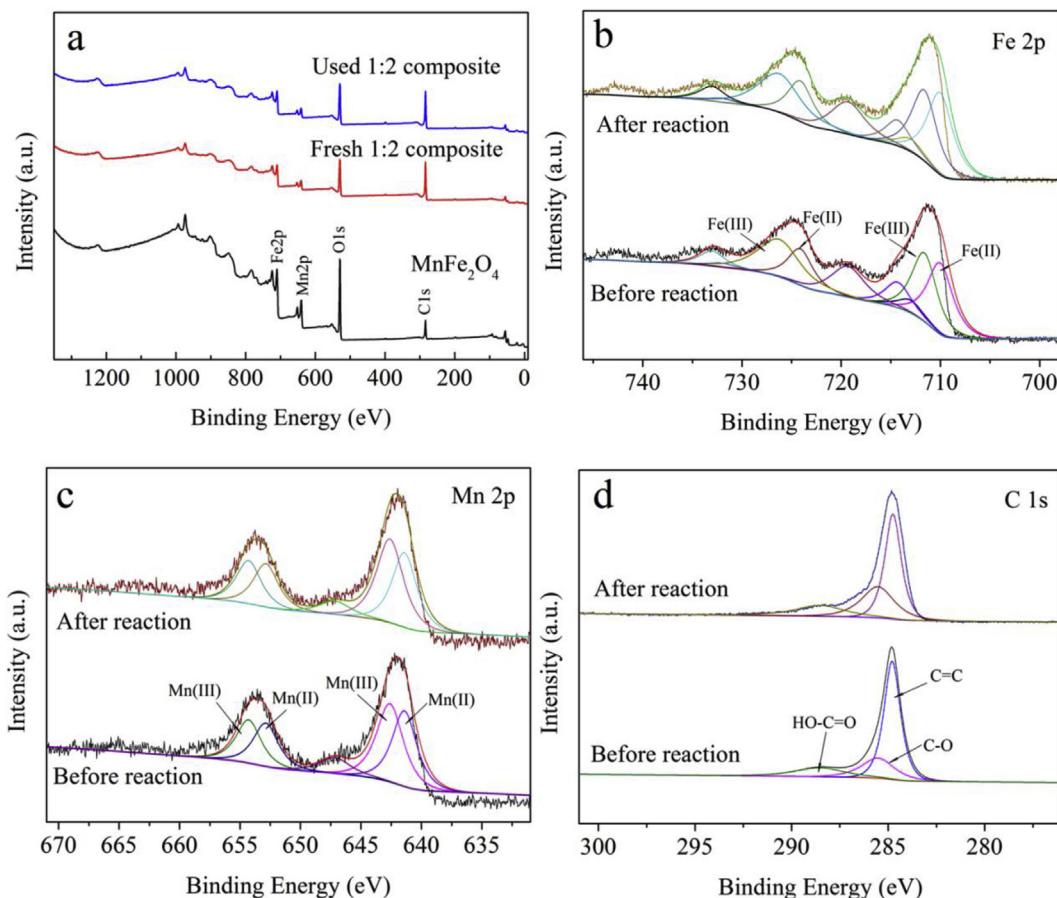 a
Used 1:2 composite
Fresh 1:2 composite
Fe2p
Mn2p
O1s
C1s
MnFe₂O₄
Intensity (a.u.)
1200 1000 800 600 400 200 0
Binding Energy (eV)
b
Fe 2p
After reaction
Fe(III)
Fe(II)
Fe(III)
Fe(II)
Before reaction
Intensity (a.u.)
740 730 720 710 700
Binding Energy (eV)
c
Mn 2p
After reaction
Mn(III)
Mn(II)
Mn(III)
Mn(II)
Before reaction
Intensity (a.u.)
670 665 660 655 650 645 640 635
Binding Energy (eV)
d
C 1s
After reaction
C=C
HO-C=O
C-O
Before reaction
Intensity (a.u.)
300 295 290 285 280
Binding Energy (eV)